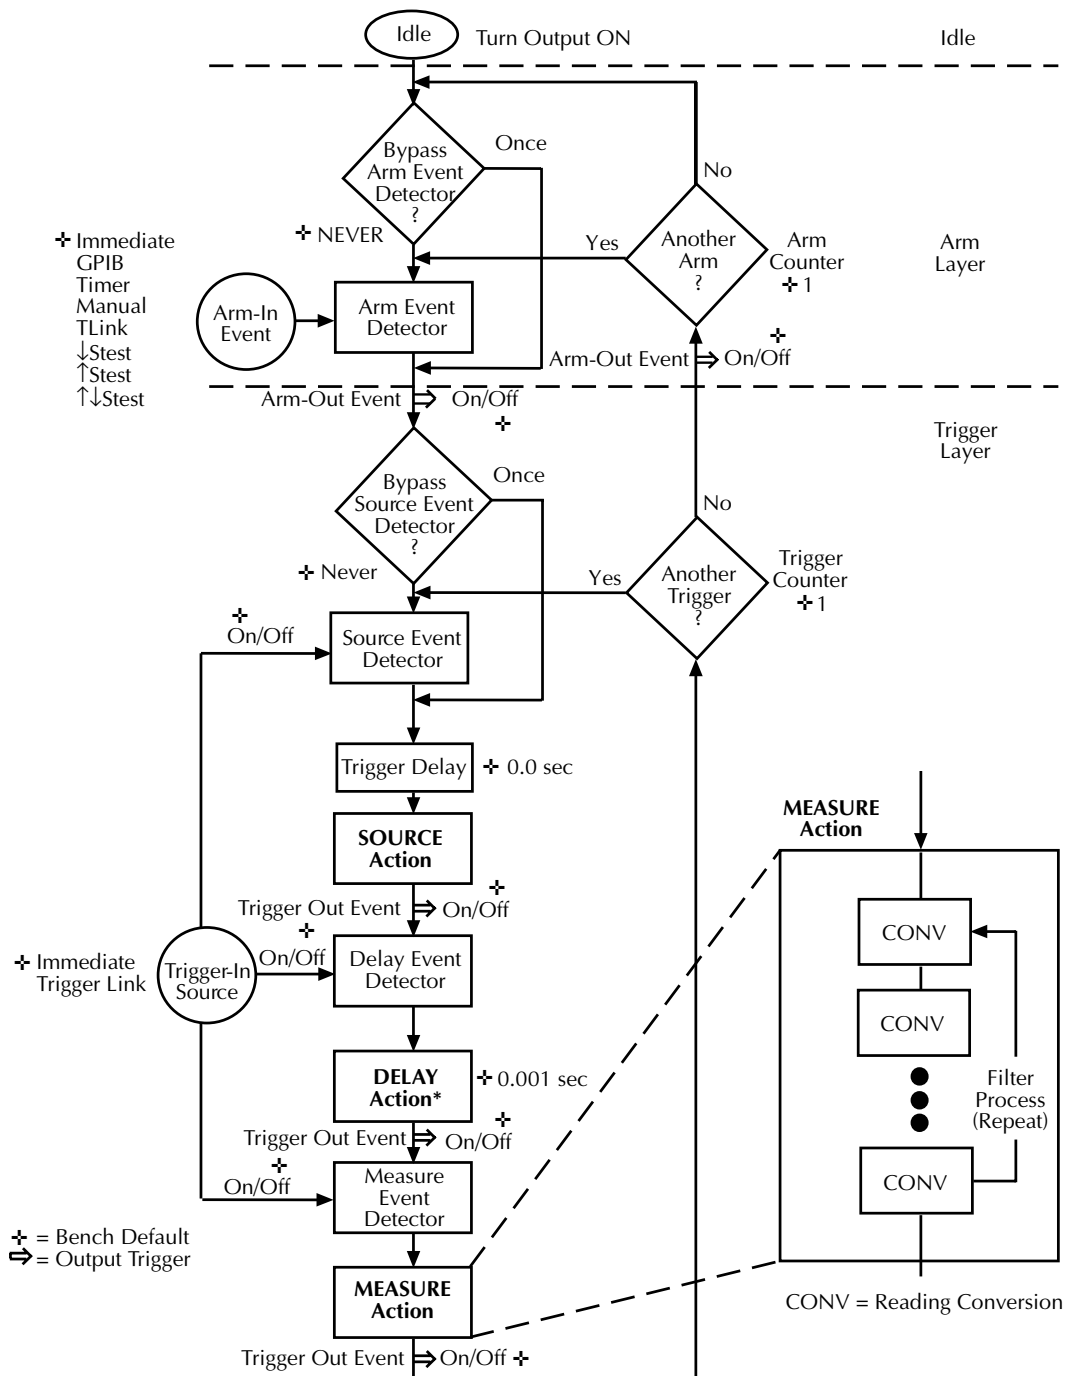 Idle
Turn Output ON
Idle
Bypass
Arm Event
Detector
?
Once
No
✛ NEVER
✛ Immediate
GPIB
Timer
Manual
TLink
↓Stest
↑Stest
↑↓Stest
Yes
Another
Arm
?
Arm
Counter
✛ 1
Arm
Layer
Arm-In
Event
Arm Event
Detector
✛
Arm-Out Event ⇒ On/Off
Arm-Out Event ⇒ On/Off
✛
Trigger
Layer
Bypass
Source Event
Detector
?
Once
No
✛ Never
Yes
Another
Trigger
?
Trigger
Counter
✛ 1
✛
On/Off
Source Event
Detector
Trigger Delay
✛ 0.0 sec
SOURCE
Action
✛
Trigger Out Event ⇒ On/Off
✛
On/Off
✛ Immediate
Trigger Link
Trigger-In
Source
Delay Event
Detector
DELAY
Action*
✛ 0.001 sec
✛
Trigger Out Event ⇒ On/Off
✛
On/Off
Measure
Event
Detector
✛ = Bench Default
⇒ = Output Trigger
MEASURE
Action
Trigger Out Event ⇒ On/Off ✛
MEASURE
Action
CONV
CONV
Filter
Process
(Repeat)
CONV
CONV = Reading Conversion